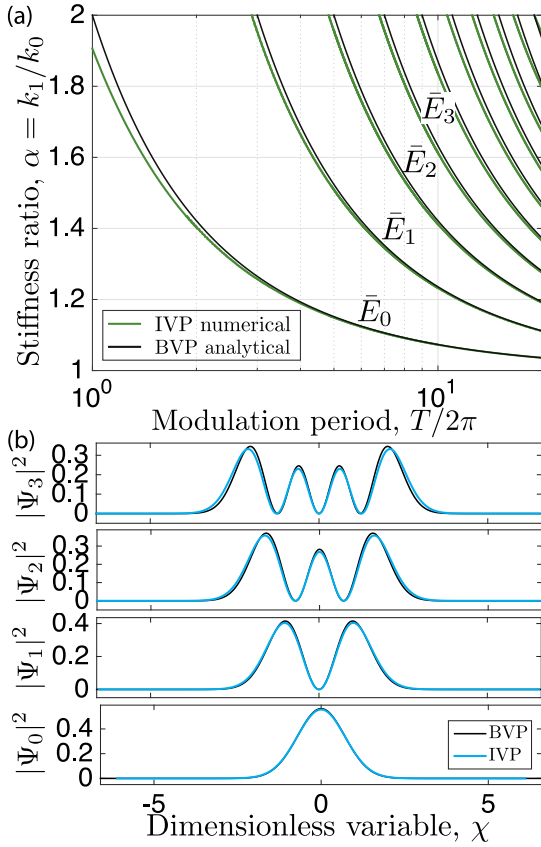 (a)
Stiffness ratio, α = k₁/k₀
2
1.8
1.6
1.4
1.2
1
Ē₃
Ē₂
Ē₁
Ē₀
IVP numerical
BVP analytical
10⁰
10¹
Modulation period, T/2π
(b)
|Ψ₃|²
0.3
0.2
0.1
0
|Ψ₂|²
0.3
0.2
0.1
0
|Ψ₁|²
0.4
0.2
0
|Ψ₀|²
0.4
0.2
0
BVP
IVP
-5
0
5
Dimensionless variable, χ